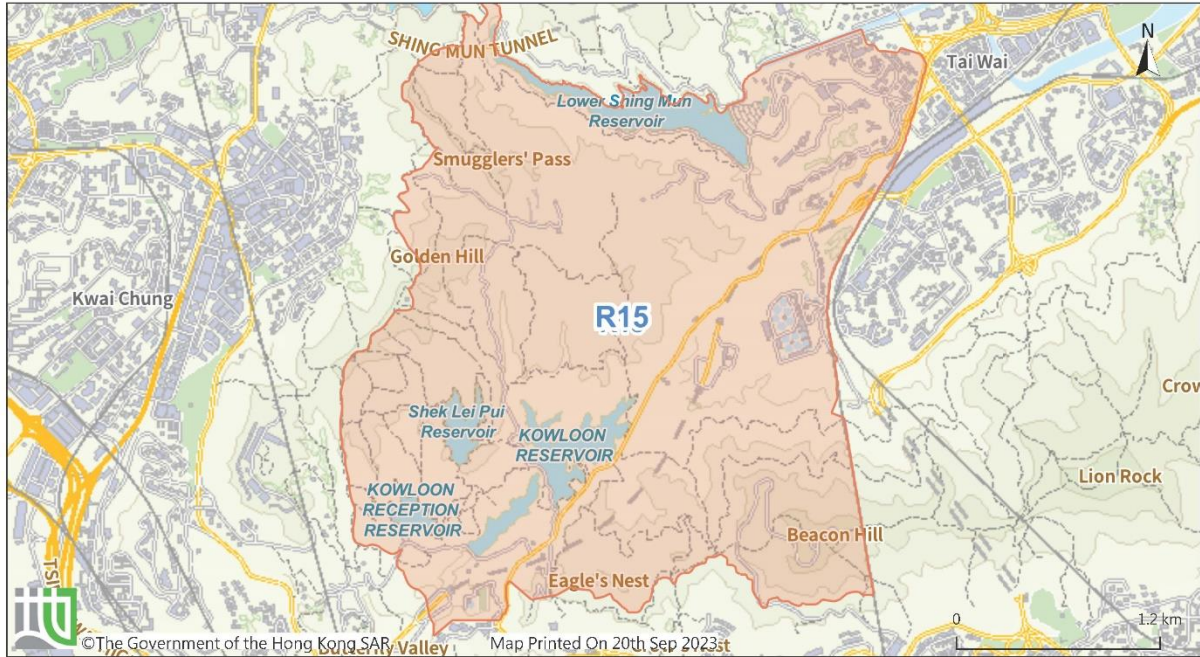 SHING MUN TUNNEL
N
Tai Wai
Lower Shing Mun
Reservoir
Smugglers' Pass
Golden Hill
Kwai Chung
R15
Crow
Shek Lei Pui
Reservoir
KOWLOON
RESERVOIR
Lion Rock
KOWLOON
RECEPTION
RESERVOIR
Beacon Hill
Eagle's Nest
TSI
0
1.2 km
©The Government of the Hong Kong SAR
Map Printed On 20th Sep 2023
Valley